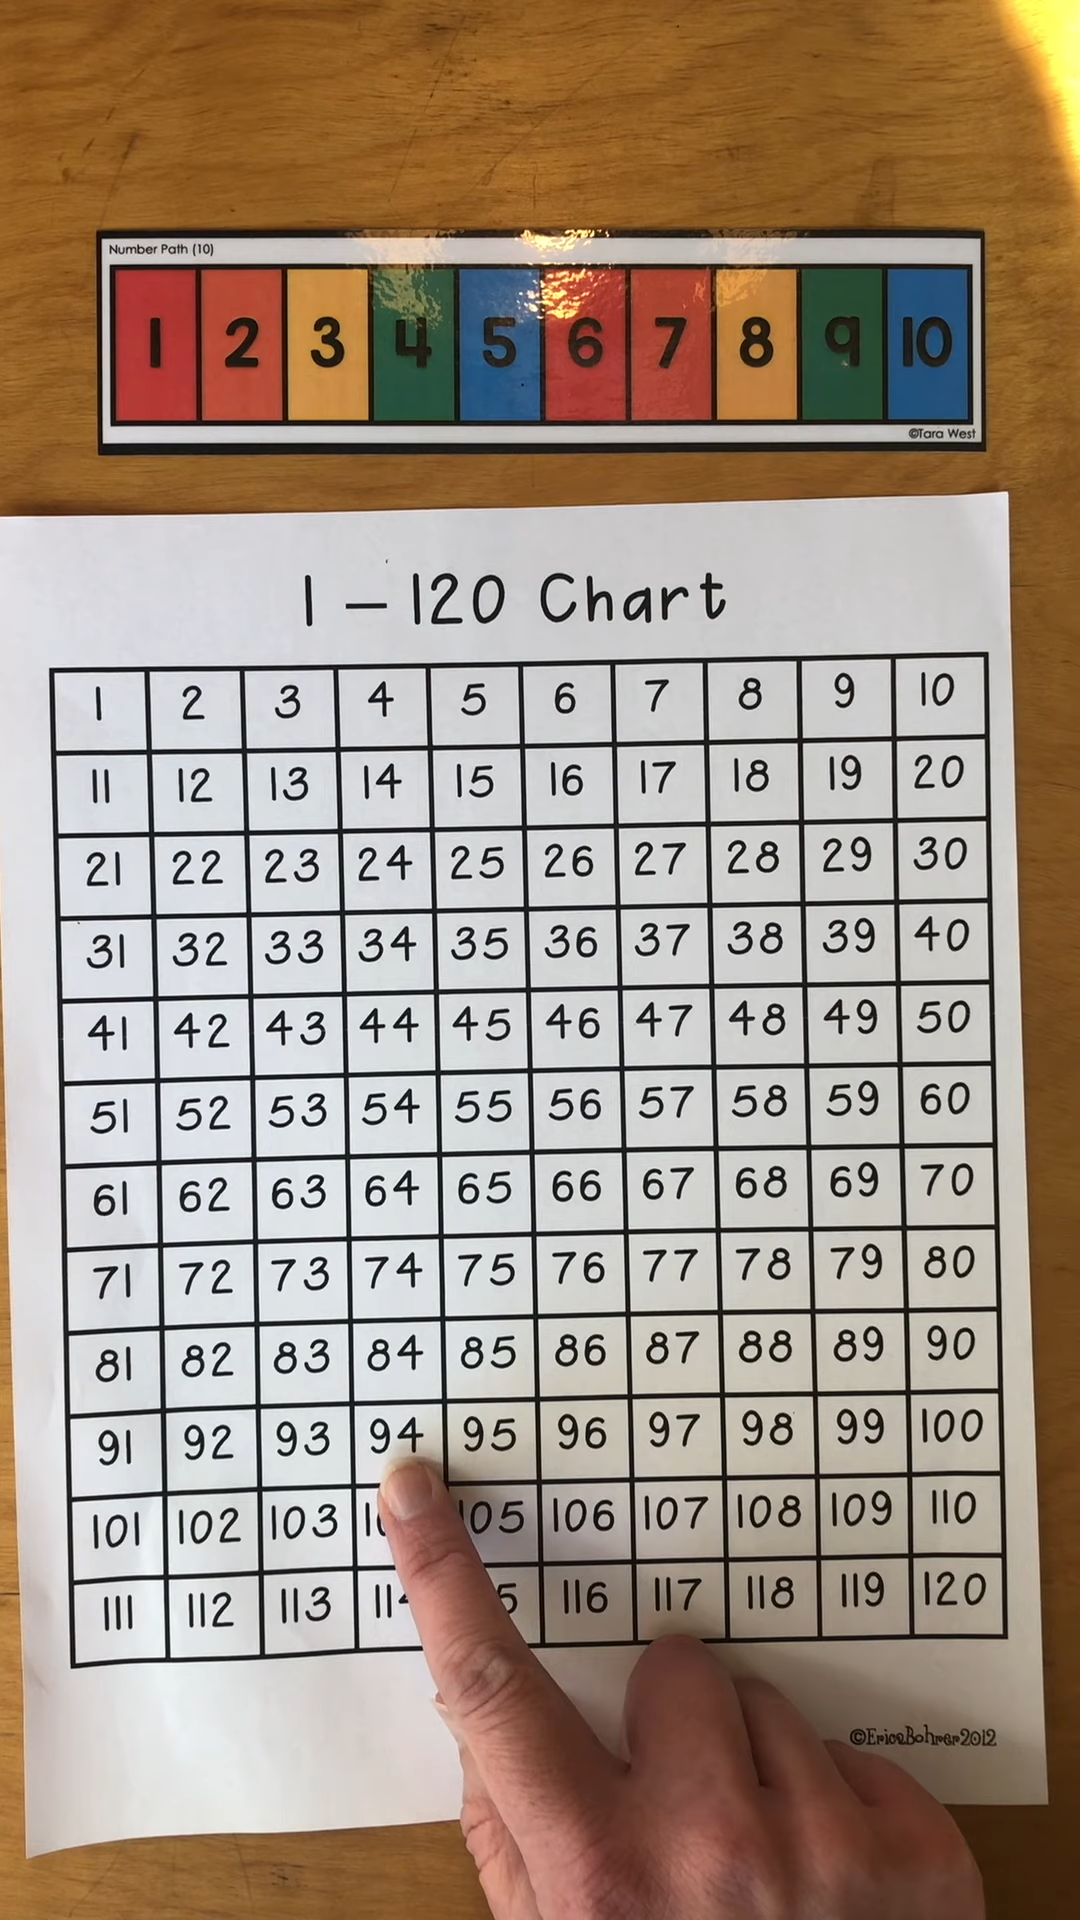 Number Path (10)
1 2 3 4 5 6 7 8 9 10
©Tara West
1 – 120 Chart
1 2 3 4 5 6 7 8 9 10
11 12 13 14 15 16 17 18 19 20
21 22 23 24 25 26 27 28 29 30
31 32 33 34 35 36 37 38 39 40
41 42 43 44 45 46 47 48 49 50
51 52 53 54 55 56 57 58 59 60
61 62 63 64 65 66 67 68 69 70
71 72 73 74 75 76 77 78 79 80
81 82 83 84 85 86 87 88 89 90
91 92 93 94 95 96 97 98 99 100
101 102 103 105 106 107 108 109 110
111 112 113 114 116 117 118 119 120
©EricaBohrer2012